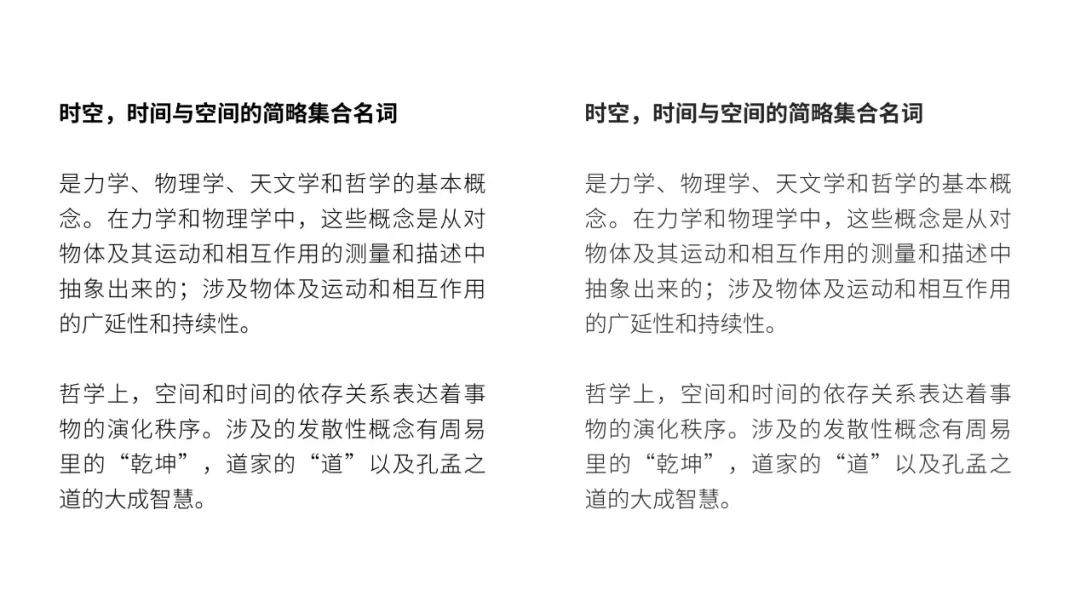 时空，时间与空间的简略集合名词
是力学、物理学、天文学和哲学的基本概
念。在力学和物理学中，这些概念是从对
物体及其运动和相互作用的测量和描述中
抽象出来的；涉及物体及运动和相互作用
的广延性和持续性。
哲学上，空间和时间的依存关系表达着事
物的演化秩序。涉及的发散性概念有周易
里的“乾坤”，道家的“道”以及孔孟之
道的大成智慧。
时空，时间与空间的简略集合名词
是力学、物理学、天文学和哲学的基本概
念。在力学和物理学中，这些概念是从对
物体及其运动和相互作用的测量和描述中
抽象出来的；涉及物体及运动和相互作用
的广延性和持续性。
哲学上，空间和时间的依存关系表达着事
物的演化秩序。涉及的发散性概念有周易
里的“乾坤”，道家的“道”以及孔孟之
道的大成智慧。